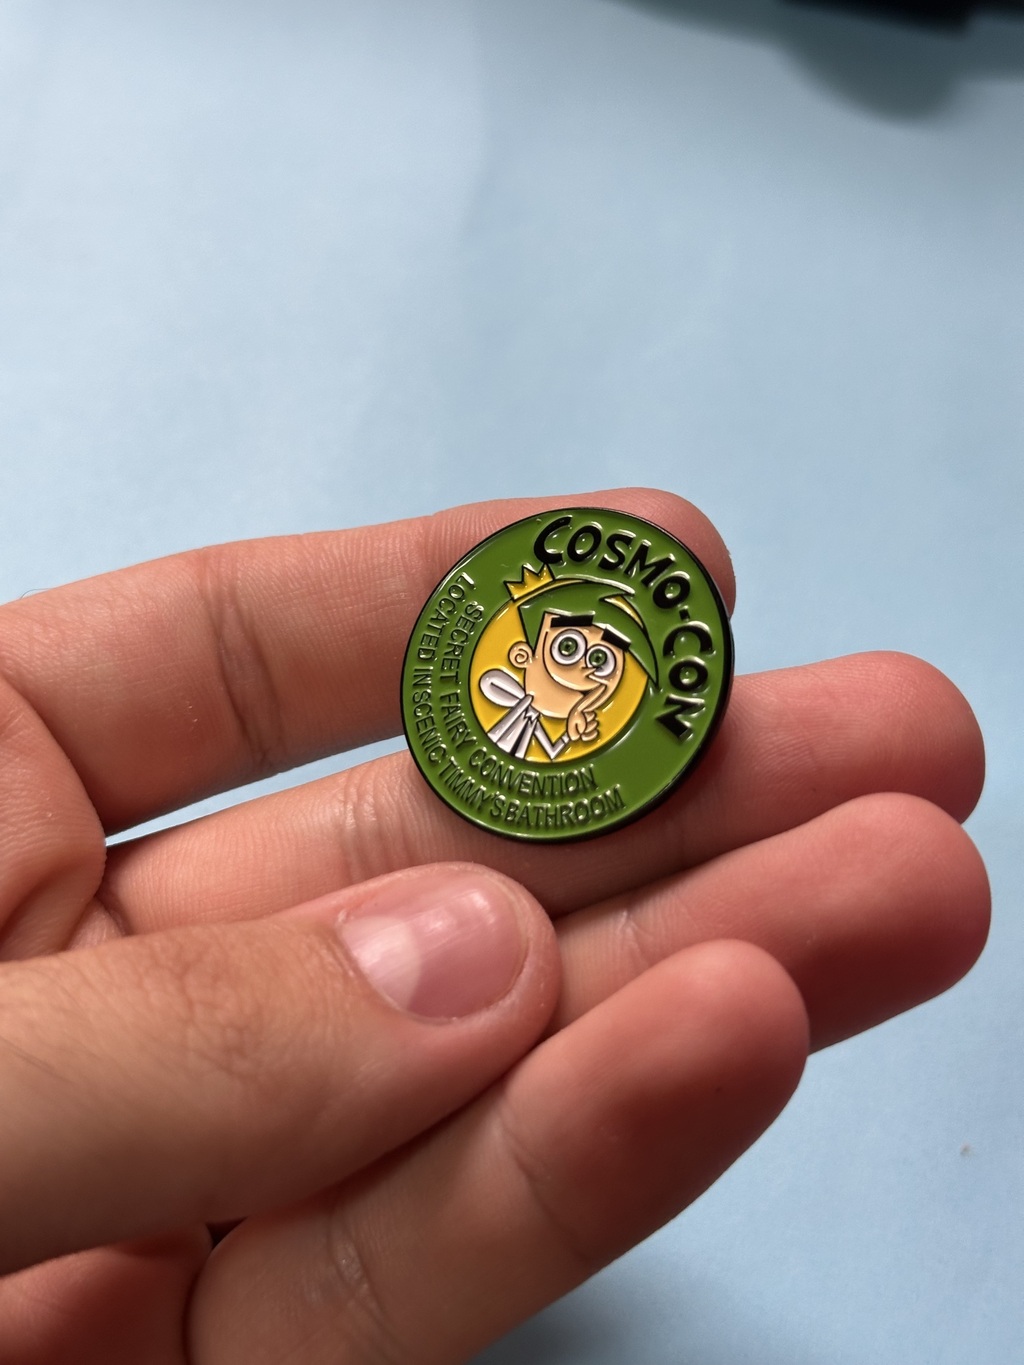 COSMO-CON
SECRET FAIRY CONVENTION
LOCATED IN SCENIC TIMMY'S BATHROOM